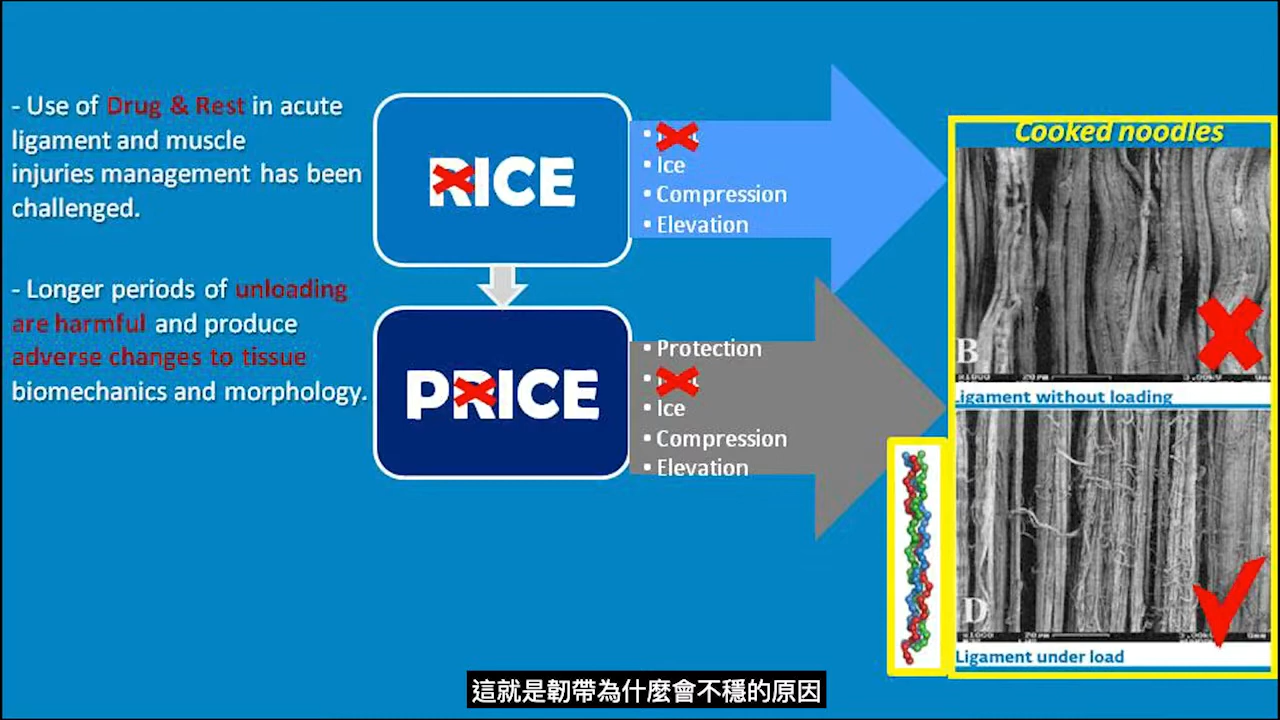 - Use of Drug & Rest in acute
ligament and muscle
injuries management has been
challenged.
- Longer periods of unloading
are harmful and produce
adverse changes to tissue
biomechanics and morphology.
RICE
• Ice
• Compression
• Elevation
PRICE
• Protection
• Ice
• Compression
• Elevation
Cooked noodles
B
Ligament without loading
D
Ligament under load
這就是韌帶為什麼會不穩的原因